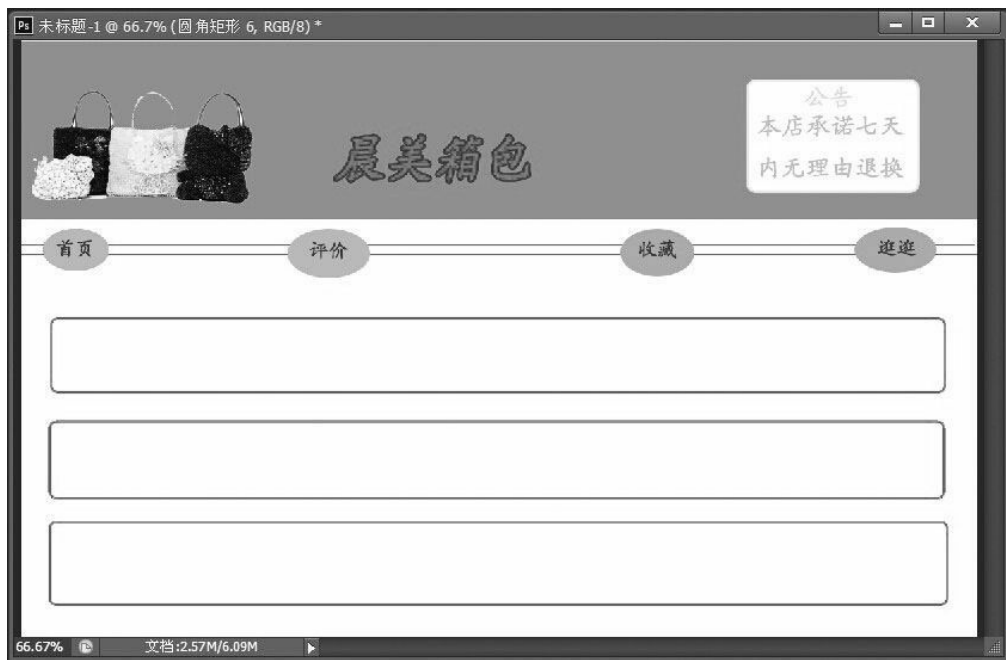 Ps 未标题-1 @ 66.7% (圆角矩形 6, RGB/8) *
晨美箱包
公告
本店承诺七天
内无理由退换
首页 评价 收藏 逛逛
66.67% 文档:2.57M/6.09M